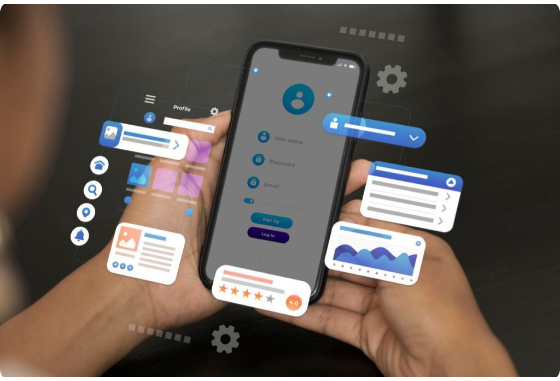 Profile
User name
Password
Email
Sign Up
Log In
4.0